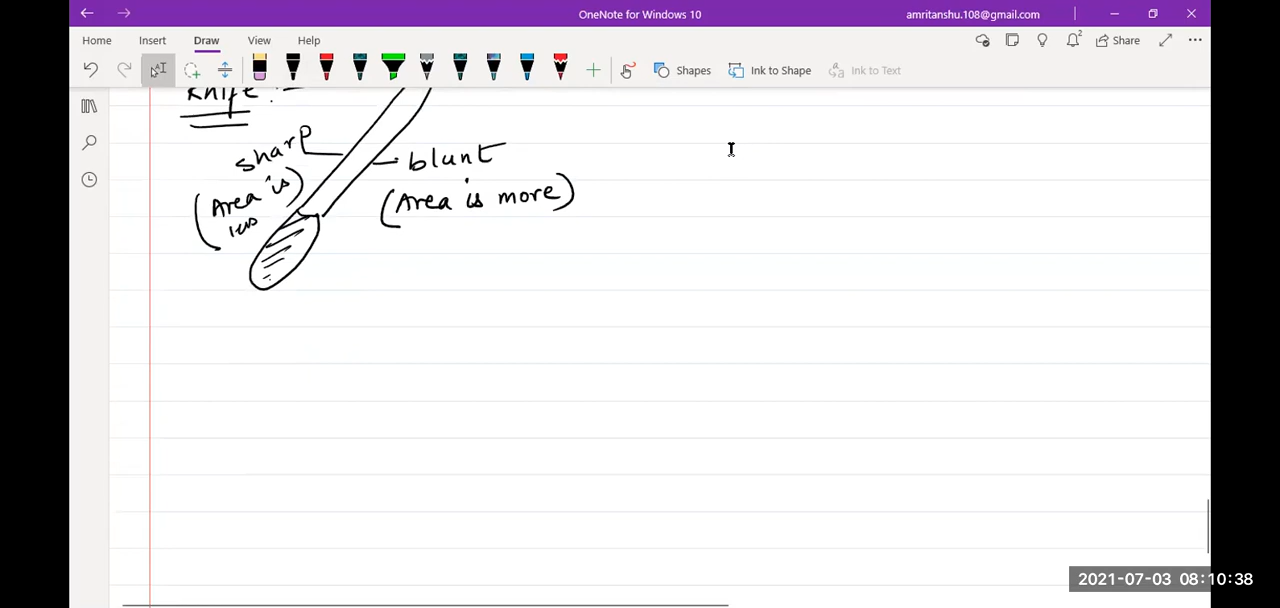 OneNote for Windows 10
amritanshu.108@gmail.com
Home Insert Draw View Help
2
Share
Shapes
Ink to Shape
Ink to Text
Knife :-
sharp
blunt
(Area is
less)
(Area is more)
2021-07-03 08:10:38